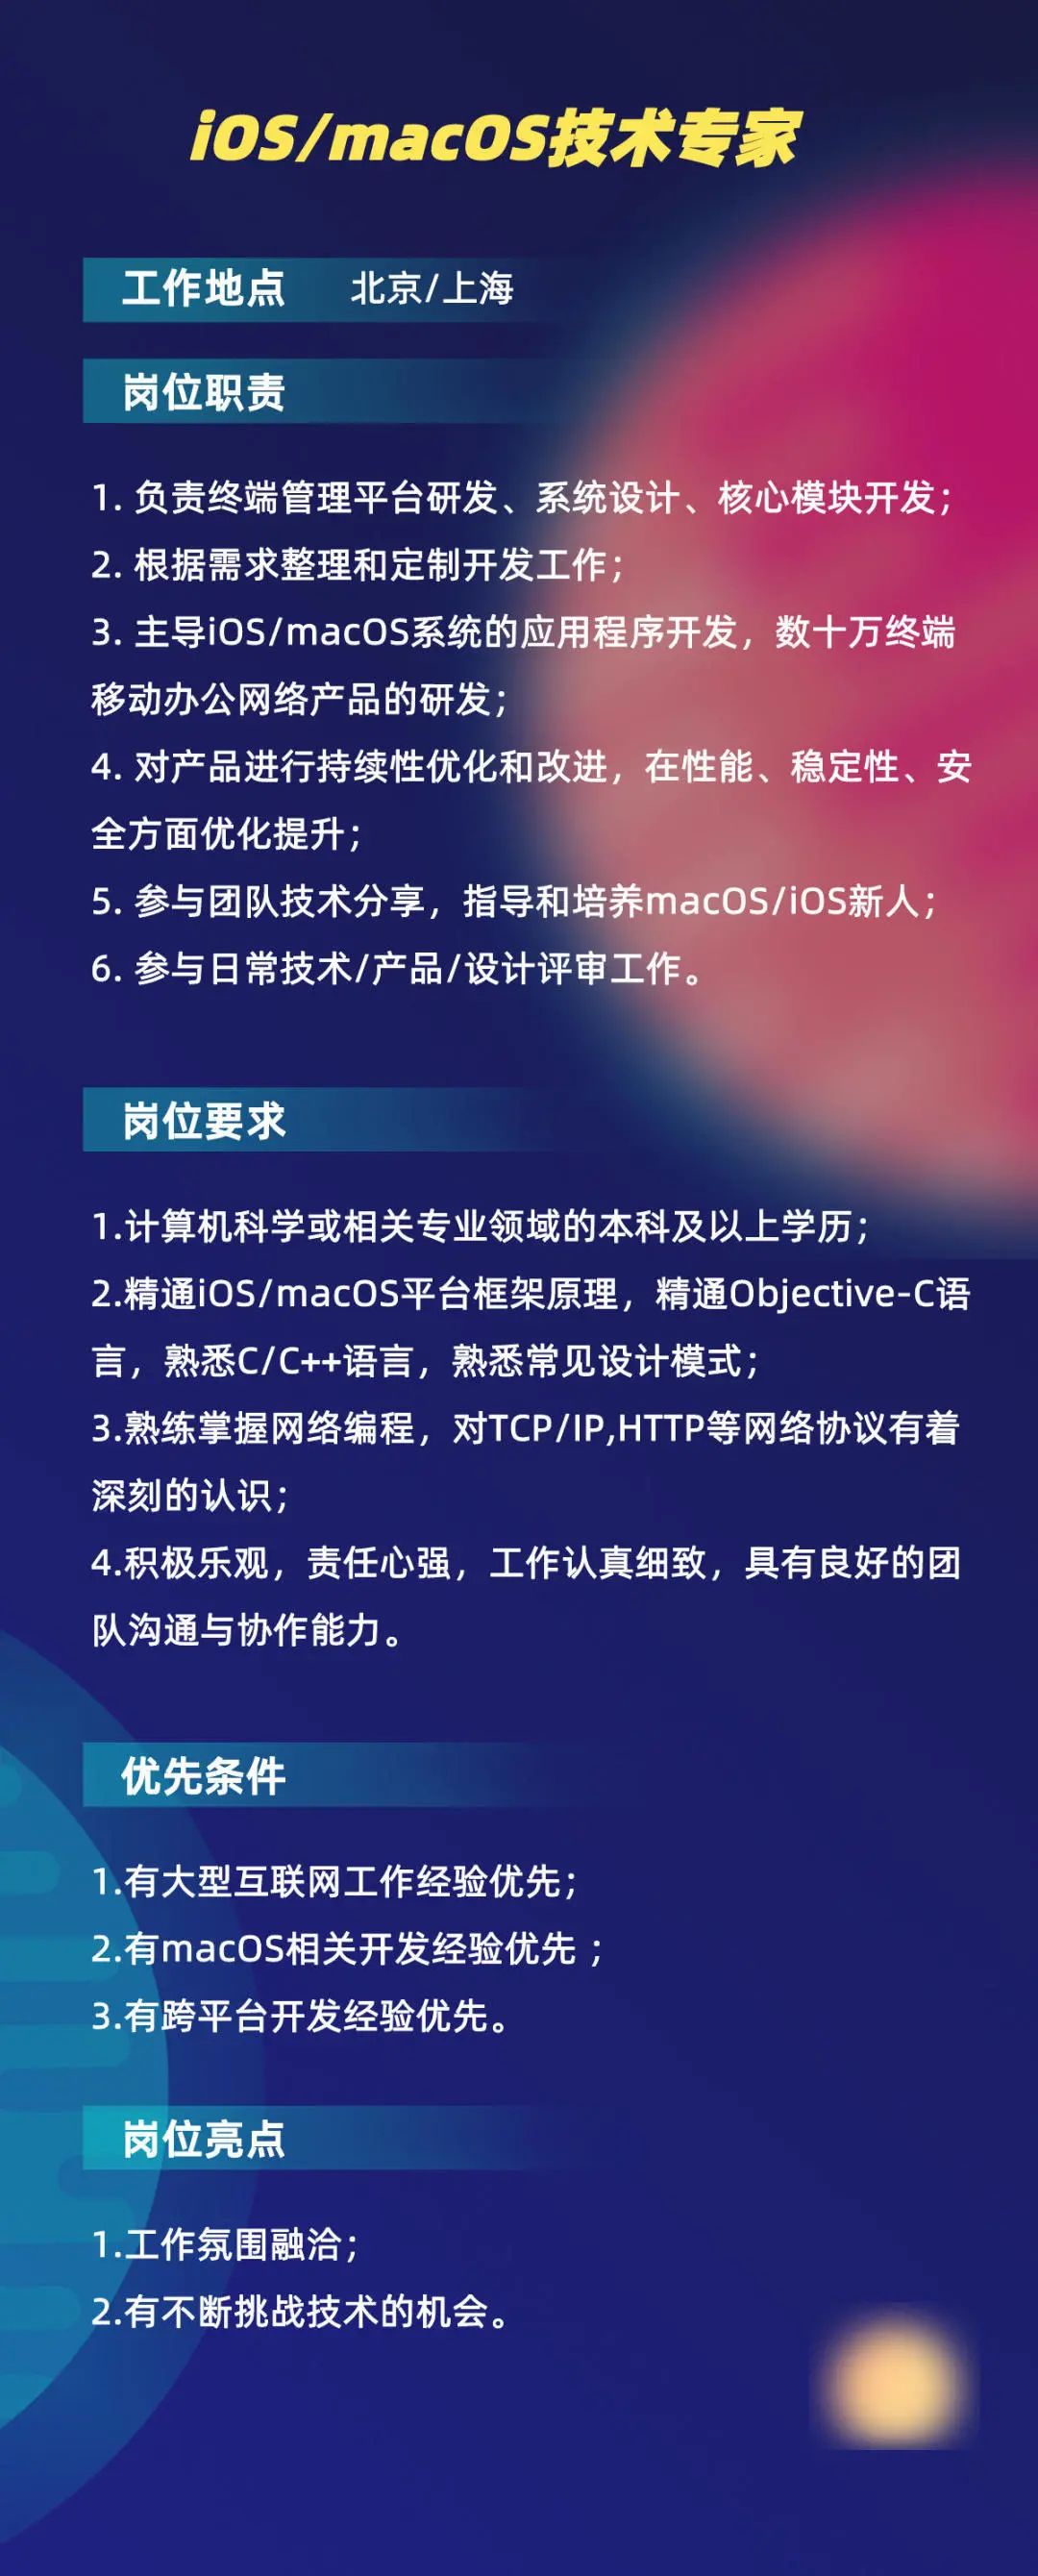 iOS/macOS技术专家
工作地点 北京/上海
岗位职责
1. 负责终端管理平台研发、系统设计、核心模块开发；
2. 根据需求整理和定制开发工作；
3. 主导iOS/macOS系统的应用程序开发，数十万终端
移动办公网络产品的研发；
4. 对产品进行持续性优化和改进，在性能、稳定性、安
全方面优化提升；
5. 参与团队技术分享，指导和培养macOS/iOS新人；
6. 参与日常技术/产品/设计评审工作。
岗位要求
1.计算机科学或相关专业领域的本科及以上学历；
2.精通iOS/macOS平台框架原理，精通Objective-C语
言，熟悉C/C++语言，熟悉常见设计模式；
3.熟练掌握网络编程，对TCP/IP,HTTP等网络协议有着
深刻的认识；
4.积极乐观，责任心强，工作认真细致，具有良好的团
队沟通与协作能力。
优先条件
1.有大型互联网工作经验优先；
2.有macOS相关开发经验优先 ；
3.有跨平台开发经验优先。
岗位亮点
1.工作氛围融洽；
2.有不断挑战技术的机会。